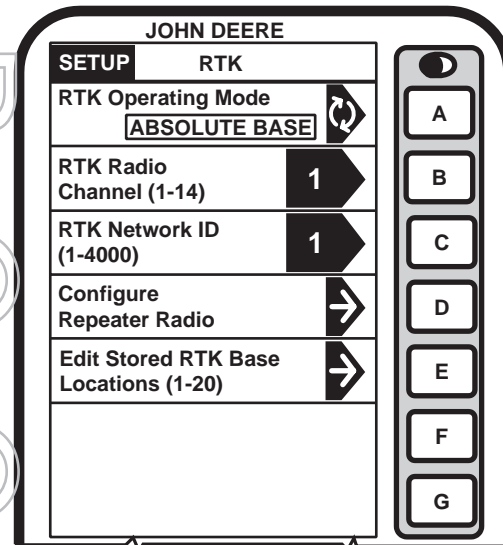 JOHN DEERE
SETUP RTK
RTK Operating Mode
ABSOLUTE BASE
A
RTK Radio
Channel (1-14)
1
B
RTK Network ID
(1-4000)
1
C
Configure
Repeater Radio
D
Edit Stored RTK Base
Locations (1-20)
E
F
G